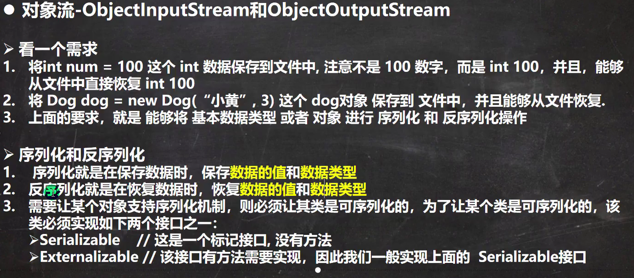 ● 对象流-ObjectInputStream和ObjectOutputStream
➢ 看一个需求
1. 将int num = 100 这个 int 数据保存到文件中, 注意不是 100 数字，而是 int 100，并且，能够
从文件中直接恢复 int 100
2. 将 Dog dog = new Dog(“小黄”, 3) 这个 dog对象 保存到 文件中，并且能够从文件恢复.
3. 上面的要求，就是 能够将 基本数据类型 或者 对象 进行 序列化 和 反序列化操作
➢ 序列化和反序列化
1. 序列化就是在保存数据时，保存数据的值和数据类型
2. 反序列化就是在恢复数据时，恢复数据的值和数据类型
3. 需要让某个对象支持序列化机制，则必须让其类是可序列化的，为了让某个类是可序列化的，该
类必须实现如下两个接口之一：
➢Serializable // 这是一个标记接口, 没有方法
➢Externalizable // 该接口有方法需要实现，因此我们一般实现上面的 Serializable接口